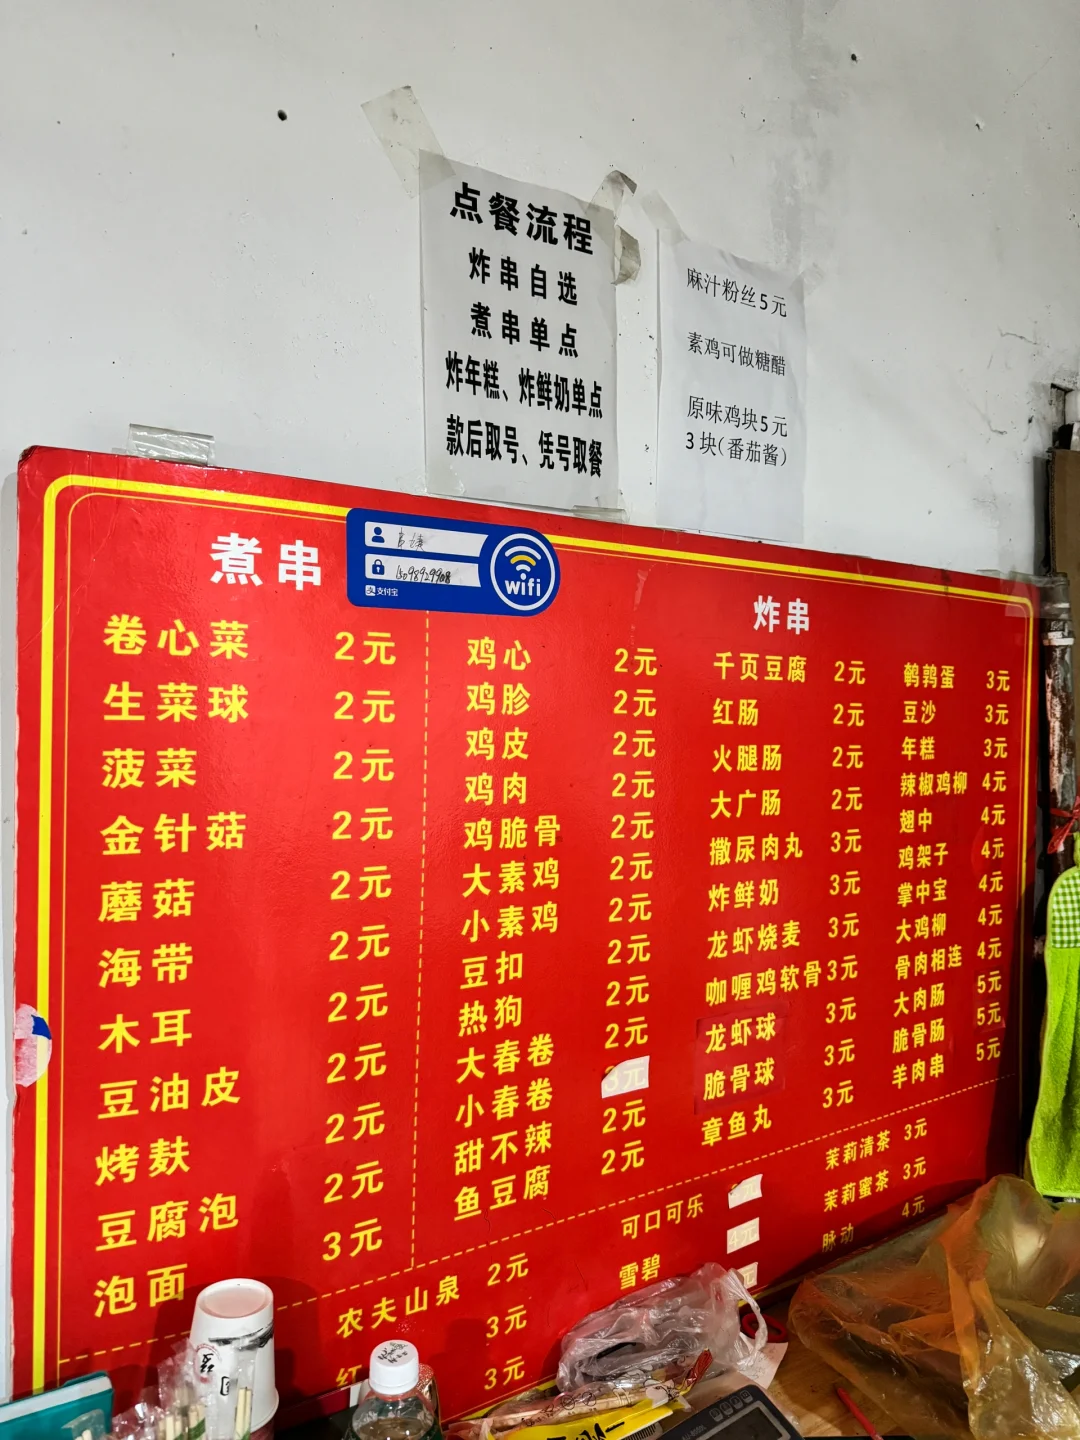 点餐流程
炸串自选
煮串单点
炸年糕、炸鲜奶单点
款后取号、凭号取餐
麻汁粉丝5元
素鸡可做糖醋
原味鸡块5元
3块(番茄酱)
wifi
支付宝
煮串
卷心菜 2元
生菜球 2元
菠菜 2元
金针菇 2元
蘑菇 2元
海带 2元
木耳 2元
豆油皮 2元
烤麸 2元
豆腐泡 2元
泡面 3元
鸡心 2元
鸡胗 2元
鸡皮 2元
鸡肉 2元
鸡脆骨 2元
大素鸡 2元
小素鸡 2元
豆扣 2元
热狗 2元
大春卷 2元
小春卷 3元
甜不辣 2元
鱼豆腐 2元
炸串
千页豆腐 2元
红肠 2元
火腿肠 2元
大广肠 2元
撒尿肉丸 3元
炸鲜奶 3元
龙虾烧麦 3元
咖喱鸡软骨 3元
龙虾球 3元
脆骨球 3元
章鱼丸 3元
鹌鹑蛋 3元
豆沙 3元
年糕 3元
辣椒鸡柳 4元
翅中 4元
鸡架子 4元
掌中宝 4元
大鸡柳 4元
骨肉相连 4元
大肉肠 5元
脆骨肠 5元
羊肉串 5元
农夫山泉 2元
3元
红 3元
可口可乐 元
雪碧 4元
元
茉莉清茶 3元
茉莉蜜茶 3元
脉动 4元